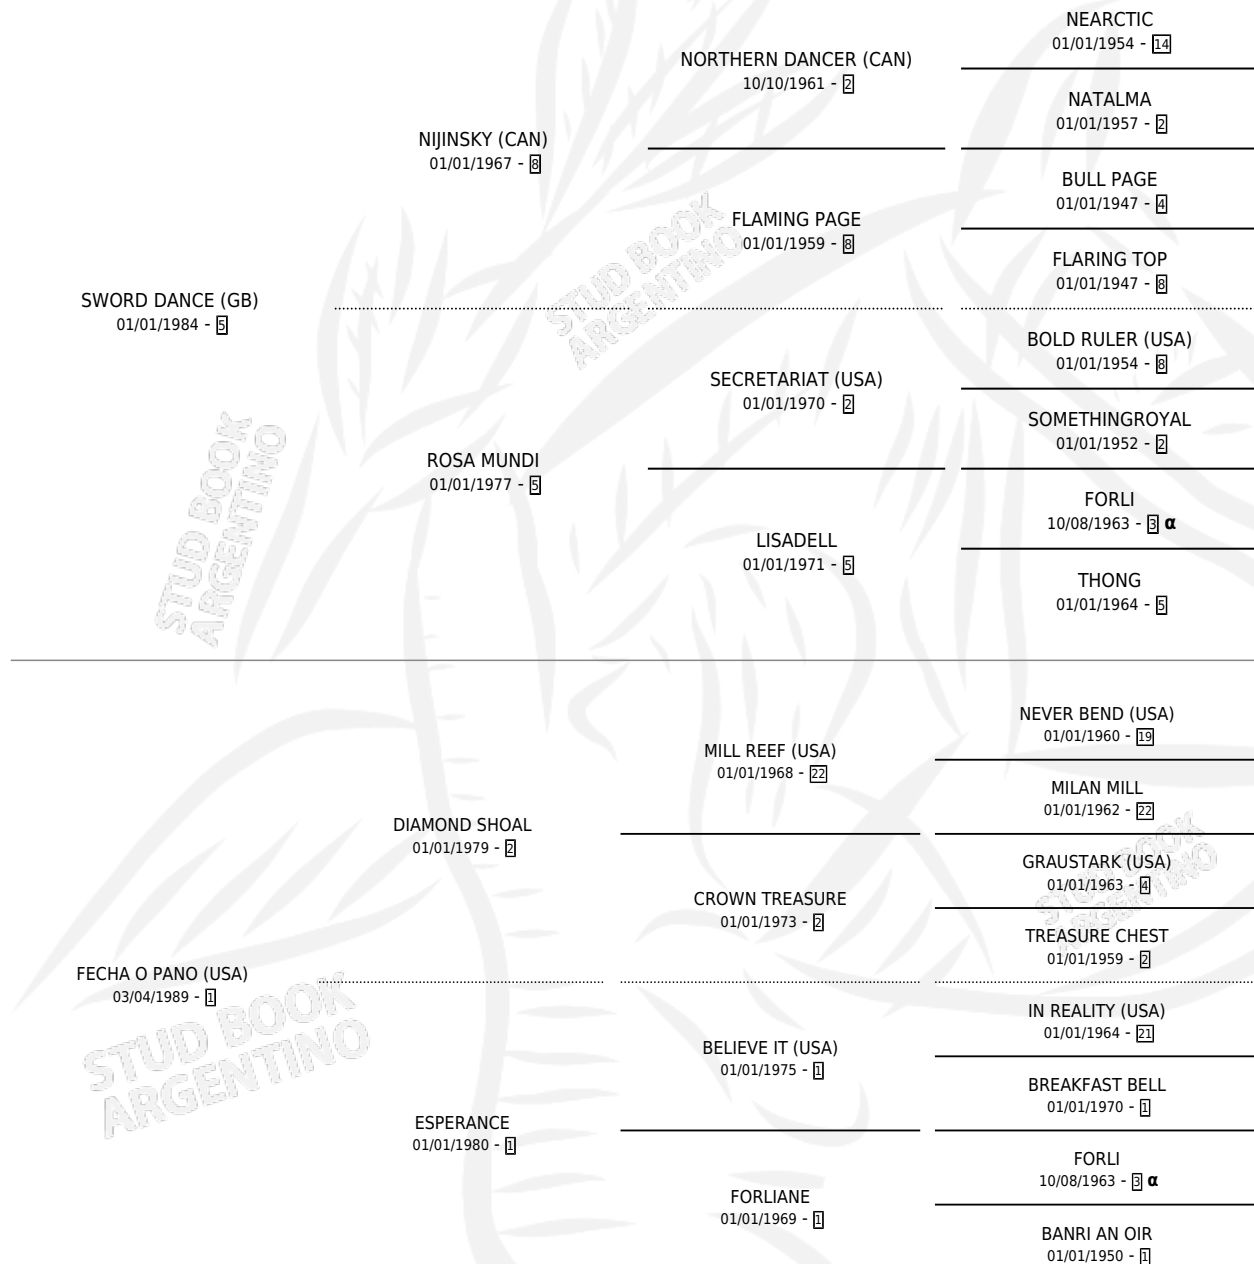 NEARCTIC
01/01/1954 - 14
NORTHERN DANCER (CAN)
10/10/1961 - 2
NATALMA
01/01/1957 - 2
NIJINSKY (CAN)
01/01/1967 - 8
BULL PAGE
01/01/1947 - 4
FLAMING PAGE
01/01/1959 - 8
FLARING TOP
01/01/1947 - 8
SWORD DANCE (GB)
01/01/1984 - 5
BOLD RULER (USA)
01/01/1954 - 8
SECRETARIAT (USA)
01/01/1970 - 2
SOMETHINGROYAL
01/01/1952 - 2
ROSA MUNDI
01/01/1977 - 5
FORLI
10/08/1963 - 3 α
LISADELL
01/01/1971 - 5
THONG
01/01/1964 - 5
NEVER BEND (USA)
01/01/1960 - 19
MILL REEF (USA)
01/01/1968 - 22
MILAN MILL
01/01/1962 - 22
DIAMOND SHOAL
01/01/1979 - 2
GRAUSTARK (USA)
01/01/1963 - 4
CROWN TREASURE
01/01/1973 - 2
TREASURE CHEST
01/01/1959 - 2
FECHA O PANO (USA)
03/04/1989 - 1
IN REALITY (USA)
01/01/1964 - 21
BELIEVE IT (USA)
01/01/1975 - 1
BREAKFAST BELL
01/01/1970 - 1
ESPERANCE
01/01/1980 - 1
FORLI
10/08/1963 - 3 α
FORLIANE
01/01/1969 - 1
BANRI AN OIR
01/01/1950 - 1
STUD BOOK
ARGENTINO
STUD BOOK
ARGENTINO
STUD BOOK
ARGENTINO
STUD BOOK
ARGENTINO